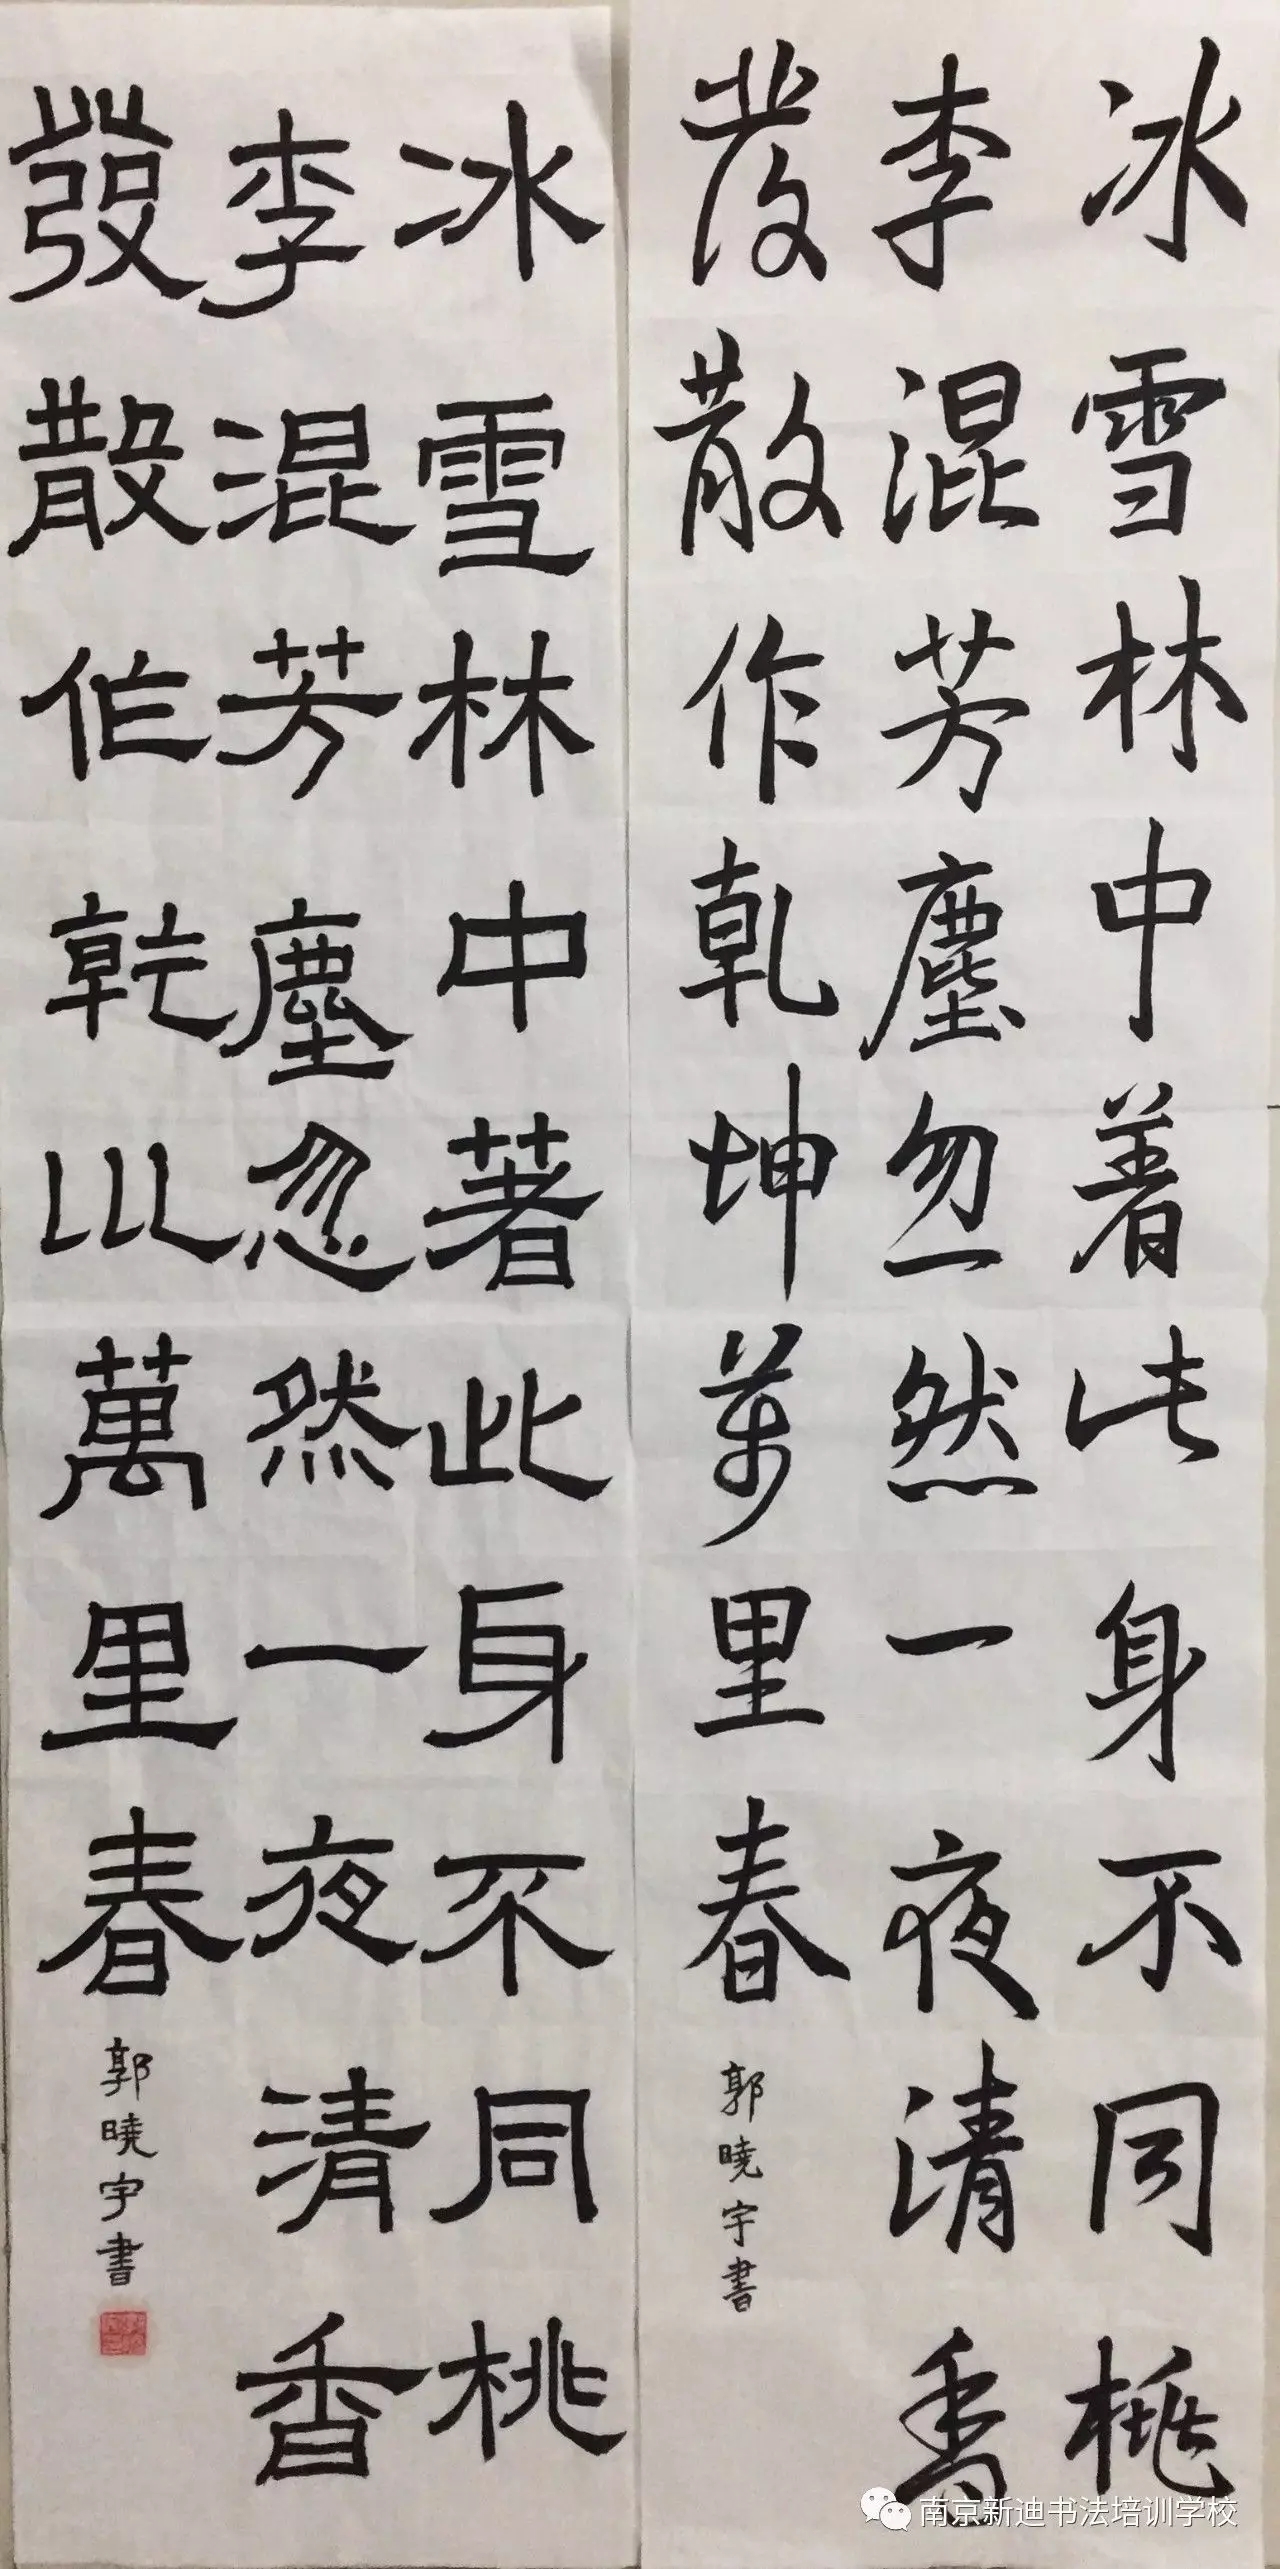 冰雪林中著此身不同桃
李混芳塵忽然一夜清香
發散作乾坤萬里春
郭曉宇書
冰雪林中著此身不同桃
李混芳塵忽然一夜清香
發散作乾川萬里春
郭曉宇書
南京新迪书法培训学校